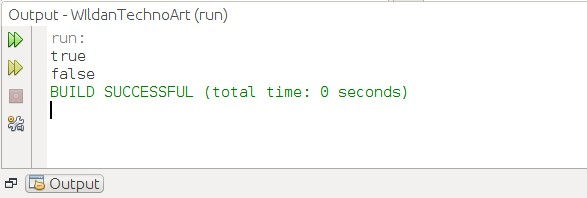 Output - WIldanTechnoArt (run)
run:
true
false
BUILD SUCCESSFUL (total time: 0 seconds)
Output